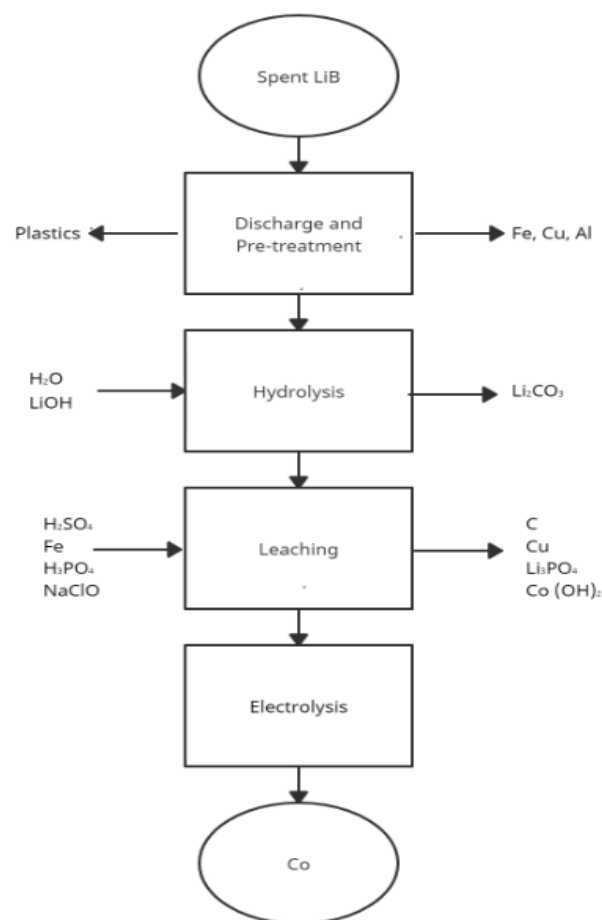 Spent LiB
Discharge and
Pre-treatment
Plastics
Fe, Cu, Al
H₂O
LiOH
Hydrolysis
Li₂CO₃
H₂SO₄
Fe
H₃PO₄
NaClO
Leaching
C
Cu
Li₃PO₄
Co (OH)₂
Electrolysis
Co